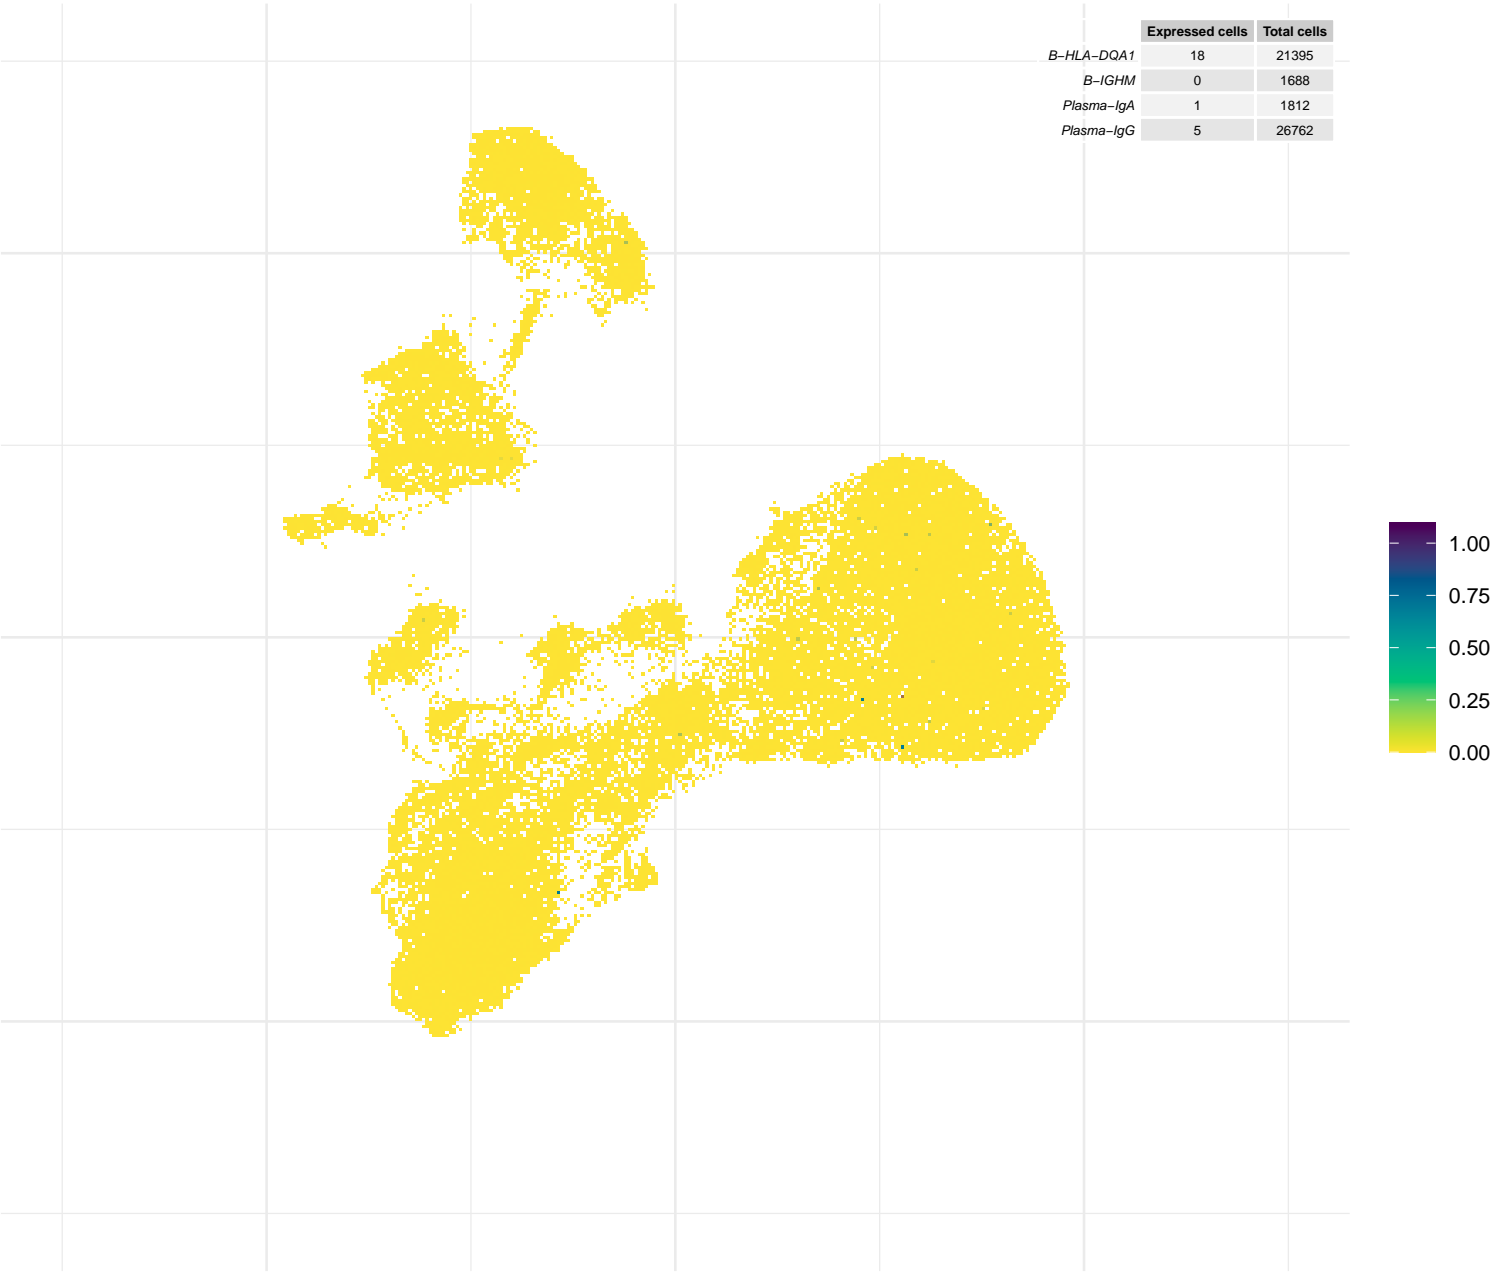 Expressed cells Total cells
B−HLA−DQA1 18 21395
B−IGHM 0 1688
Plasma−IgA 1 1812
Plasma−IgG 5 26762
1.00
0.75
0.50
0.25
0.00